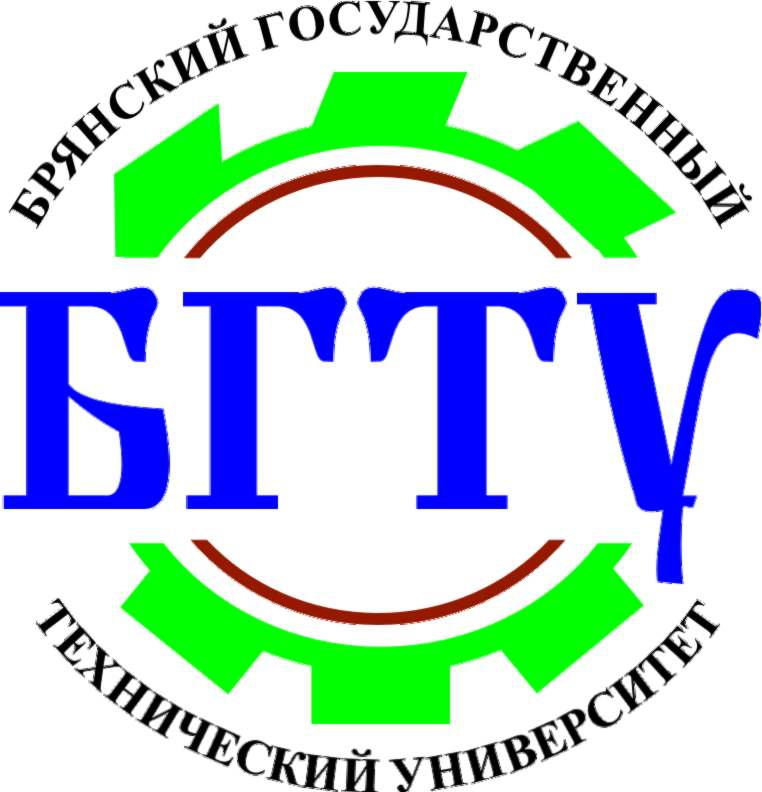 БРЯНСКИЙ ГОСУДАРСТВЕННЫЙ
БГТУ
ТЕХНИЧЕСКИЙ УНИВЕРСИТЕТ